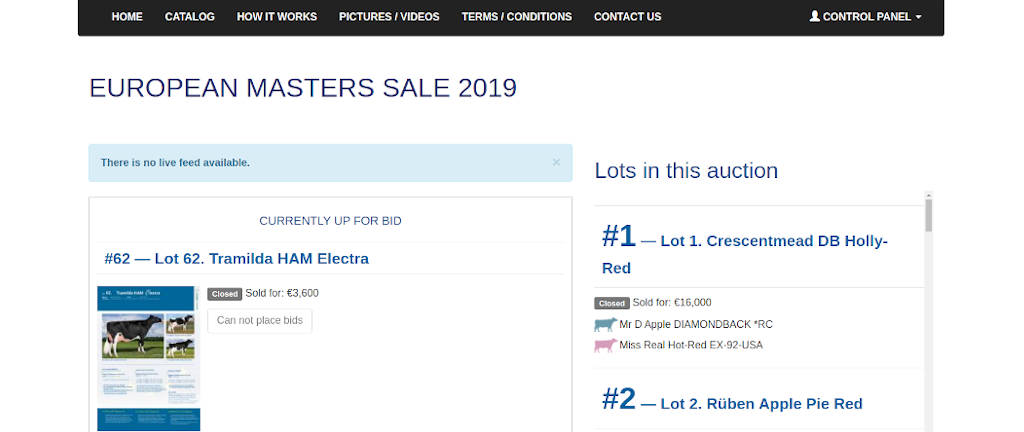 HOME CATALOG HOW IT WORKS PICTURES / VIDEOS TERMS / CONDITIONS CONTACT US CONTROL PANEL
EUROPEAN MASTERS SALE 2019
There is no live feed available. ×
CURRENTLY UP FOR BID
#62 — Lot 62. Tramilda HAM Electra
Closed Sold for: €3,600
Can not place bids
Lots in this auction
#1 — Lot 1. Crescentmead DB Holly-
Red
Closed Sold for: €16,000
Mr D Apple DIAMONDBACK *RC
Miss Real Hot-Red EX-92-USA
#2 — Lot 2. Rüben Apple Pie Red